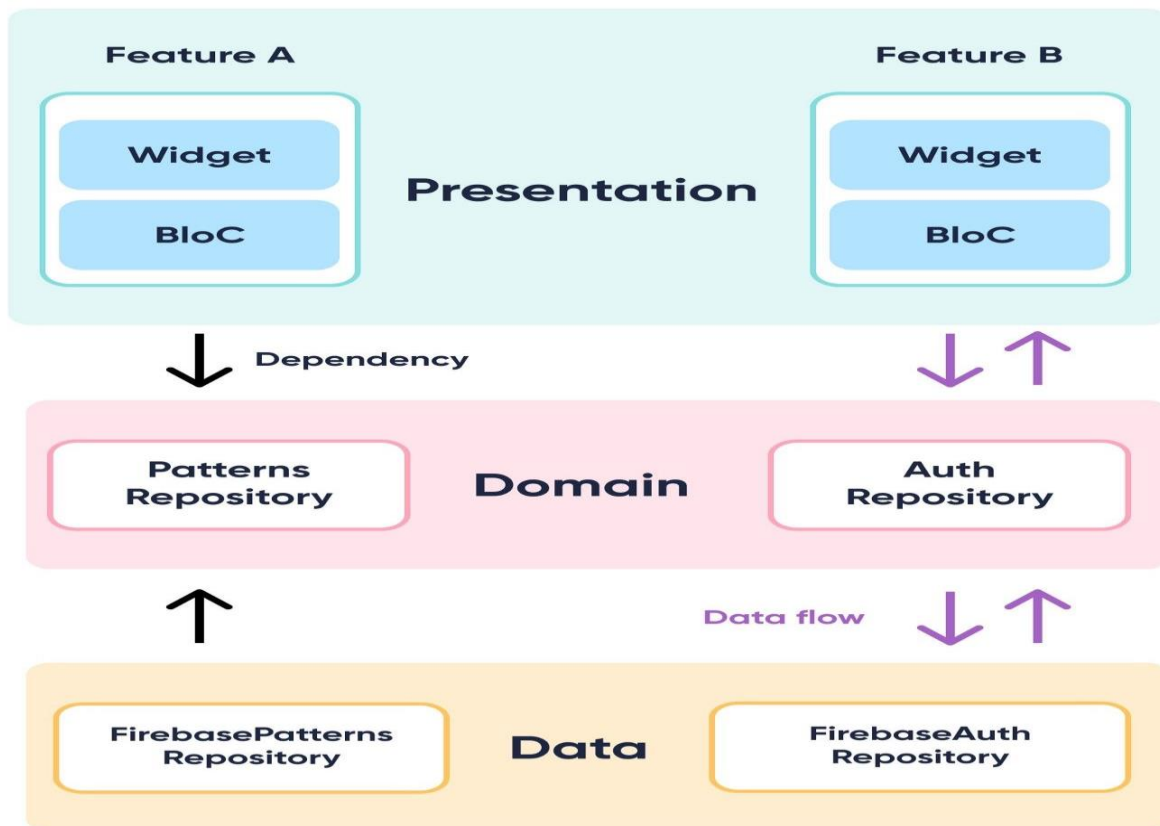 Feature A
Feature B
Widget
Widget
Presentation
BloC
BloC
Dependency
Patterns
Repository
Domain
Auth
Repository
Data flow
FirebasePatterns
Repository
Data
FirebaseAuth
Repository